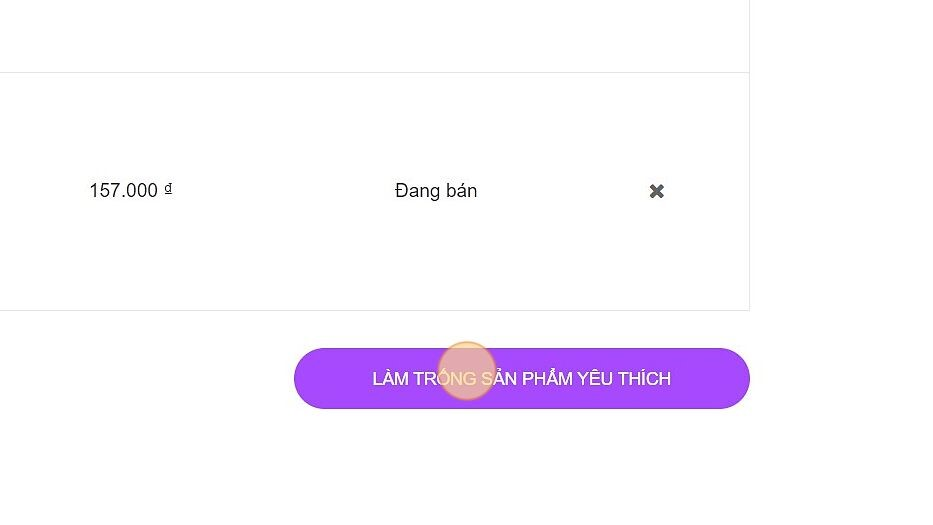 157.000 ₫
Đang bán
LÀM TRỐNG SẢN PHẨM YÊU THÍCH